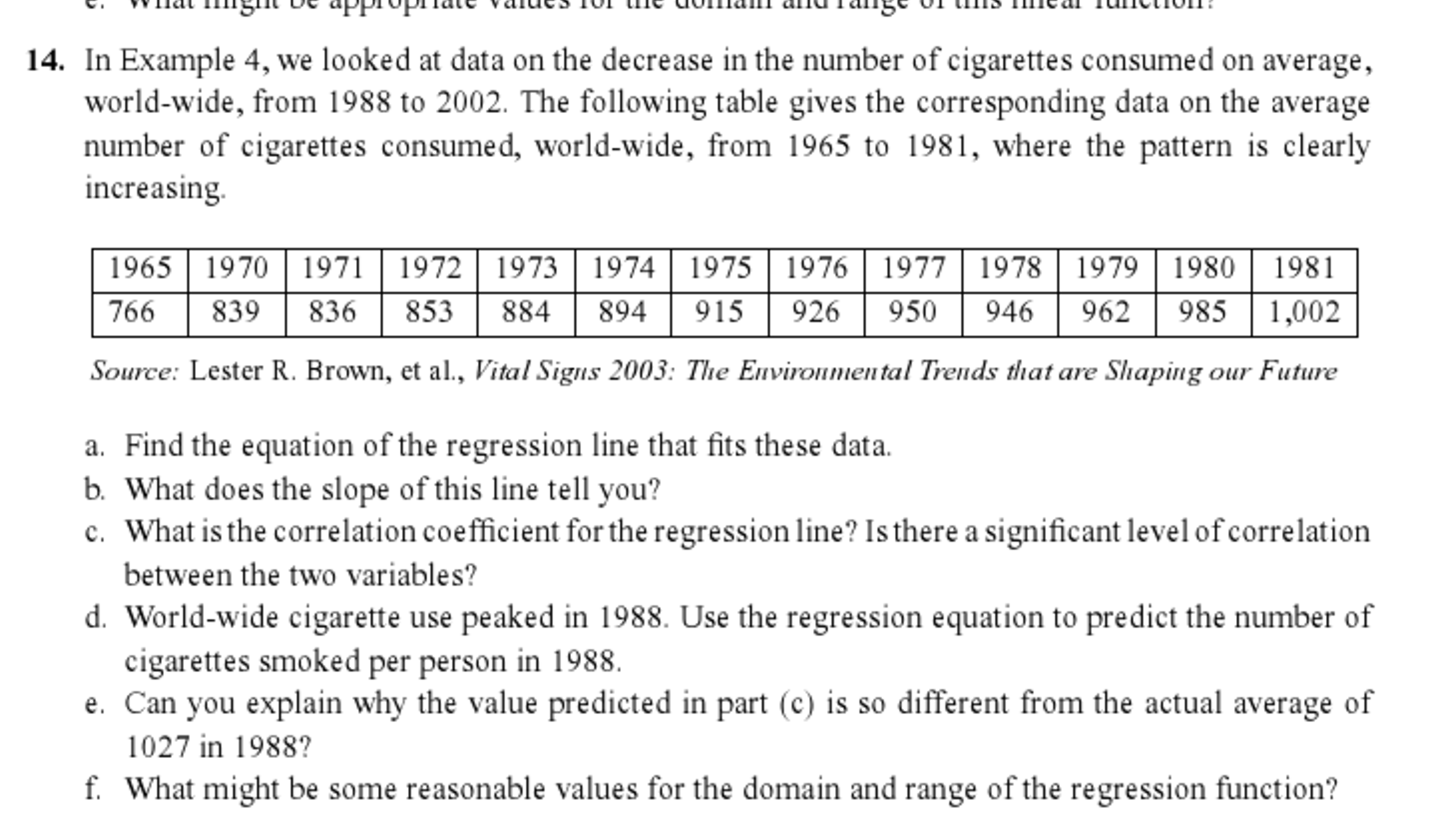 e. What might be appropriate values for the domain and range of this linear function?
14. In Example 4, we looked at data on the decrease in the number of cigarettes consumed on average,
world-wide, from 1988 to 2002. The following table gives the corresponding data on the average
number of cigarettes consumed, world-wide, from 1965 to 1981, where the pattern is clearly
increasing.
1965 1970 1971 1972 1973 1974 1975 1976 1977 1978 1979 1980 1981
766 839 836 853 884 894 915 926 950 946 962 985 1,002
Source: Lester R. Brown, et al., Vital Signs 2003: The Environmental Trends that are Shaping our Future
a. Find the equation of the regression line that fits these data.
b. What does the slope of this line tell you?
c. What is the correlation coefficient for the regression line? Is there a significant level of correlation
between the two variables?
d. World-wide cigarette use peaked in 1988. Use the regression equation to predict the number of
cigarettes smoked per person in 1988.
e. Can you explain why the value predicted in part (c) is so different from the actual average of
1027 in 1988?
f. What might be some reasonable values for the domain and range of the regression function?